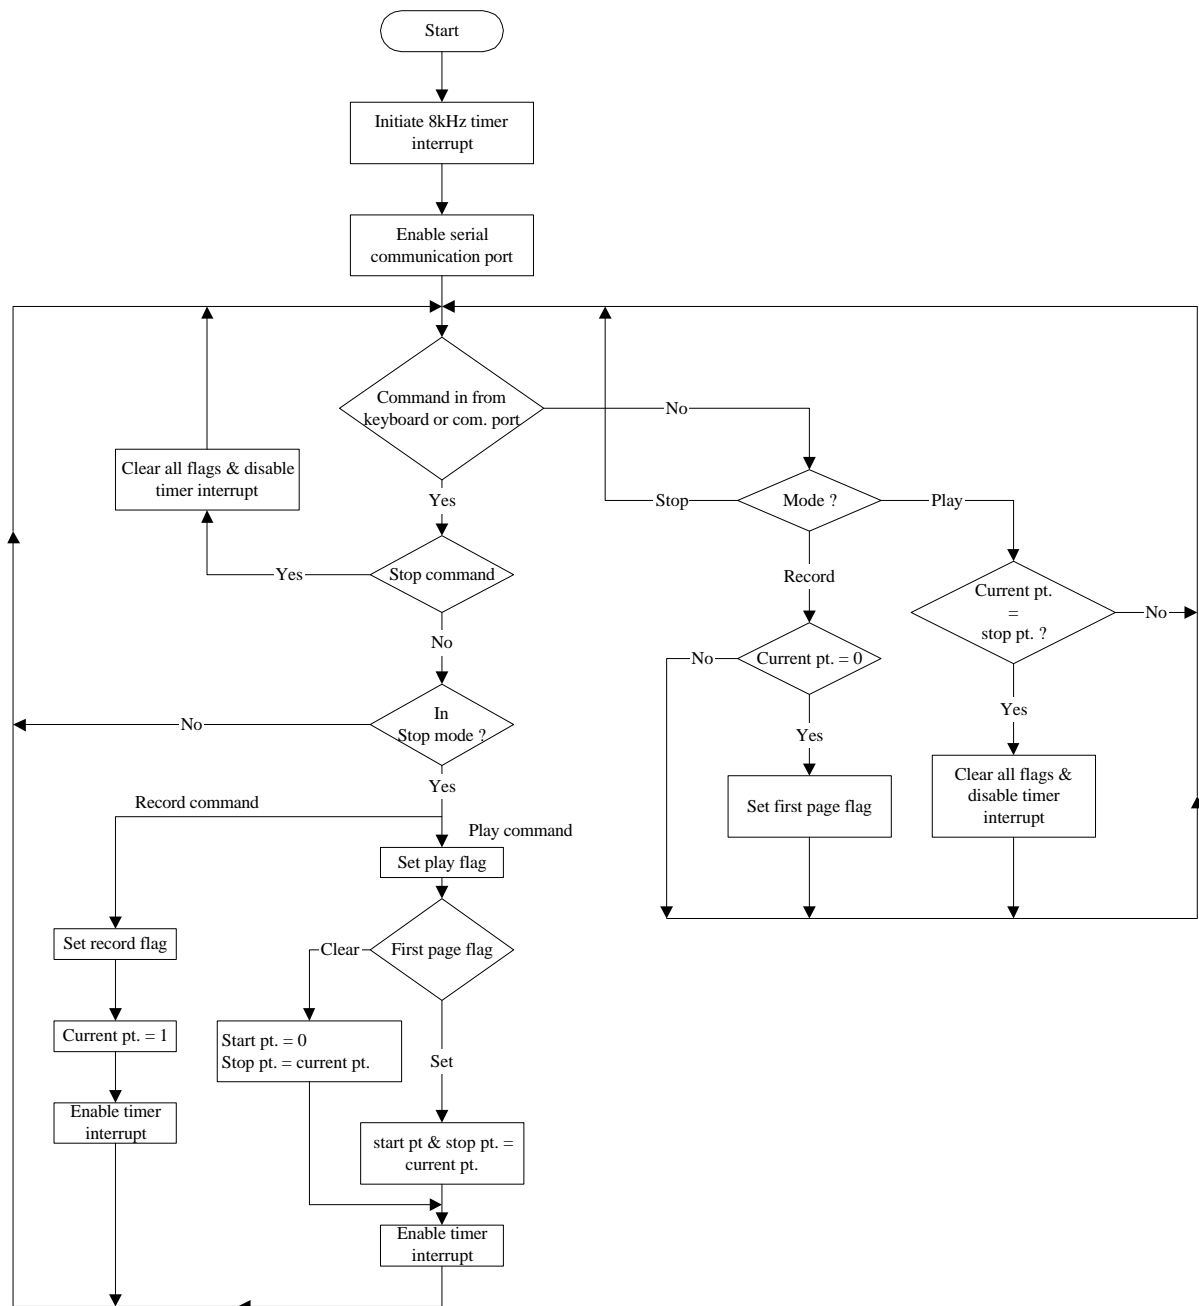 Start
Initiate 8kHz timer
interrupt
Enable serial
communication port
Command in from
keyboard or com. port
No
Clear all flags & disable
timer interrupt
Yes
Stop
Mode ?
Play
Yes
Stop command
Record
Current pt.
=
stop pt. ?
No
No
No
Current pt. = 0
No
In
Stop mode ?
Yes
Yes
Yes
Set first page flag
Clear all flags &
disable timer
interrupt
Record command
Play command
Set play flag
Set record flag
Clear
First page flag
Current pt. = 1
Start pt. = 0
Stop pt. = current pt.
Set
Enable timer
interrupt
start pt & stop pt. =
current pt.
Enable timer
interrupt